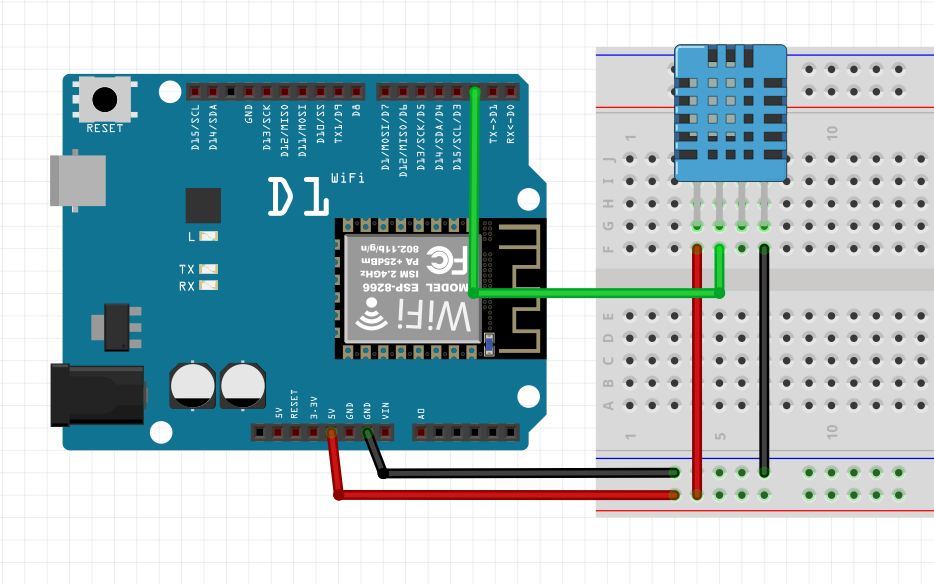 RESET
D15/SCL
D14/SDA
GND
D13/SCK
D12/MISO
D11/MOSI
D10/SS
TX1/D9
D8
D1/MOSI/D7
D12/MISO/D6
D13/SCK/D5
D14/SDA/D4
D15/SCL/D3
TX->D1
RX<-D0
D1 WiFi
L
TX
RX
WiFi
MODEL ESP-8266
ISM 2.4GHz
PA +25dBm
802.11b/g/n
FC
5V
RESET
3.3V
5V
GND
GND
VIN
A0
1
10
J
I
H
G
F
E
D
C
B
A
1
5
10